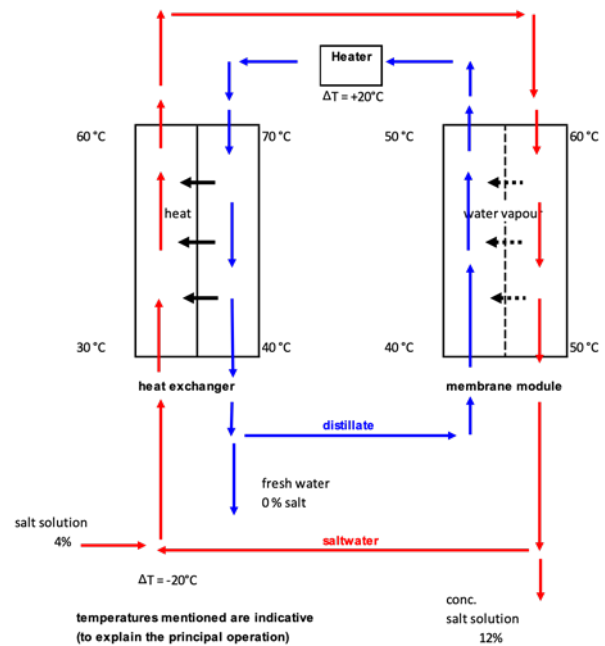 Heater
ΔT = +20°C
60 °C
70 °C
50 °C
60 °C
heat
water vapour
30 °C
40 °C
40 °C
50 °C
heat exchanger
membrane module
distillate
fresh water
0 % salt
salt solution
4%
saltwater
ΔT = -20°C
conc.
salt solution
12%
temperatures mentioned are indicative
(to explain the principal operation)